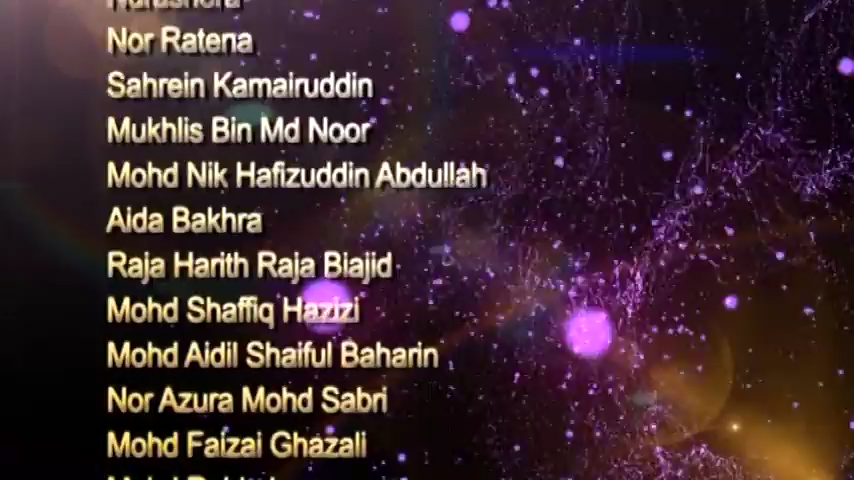 Nor Ratena
Sahrein Kamairuddin
Mukhlis Bin Md Noor
Mohd Nik Hafizuddin Abdullah
Aida Bakhra
Raja Harith Raja Biajid
Mohd Shaffiq Hazizi
Mohd Aidil Shaiful Baharin
Nor Azura Mohd Sabri
Mohd Faizal Ghazali